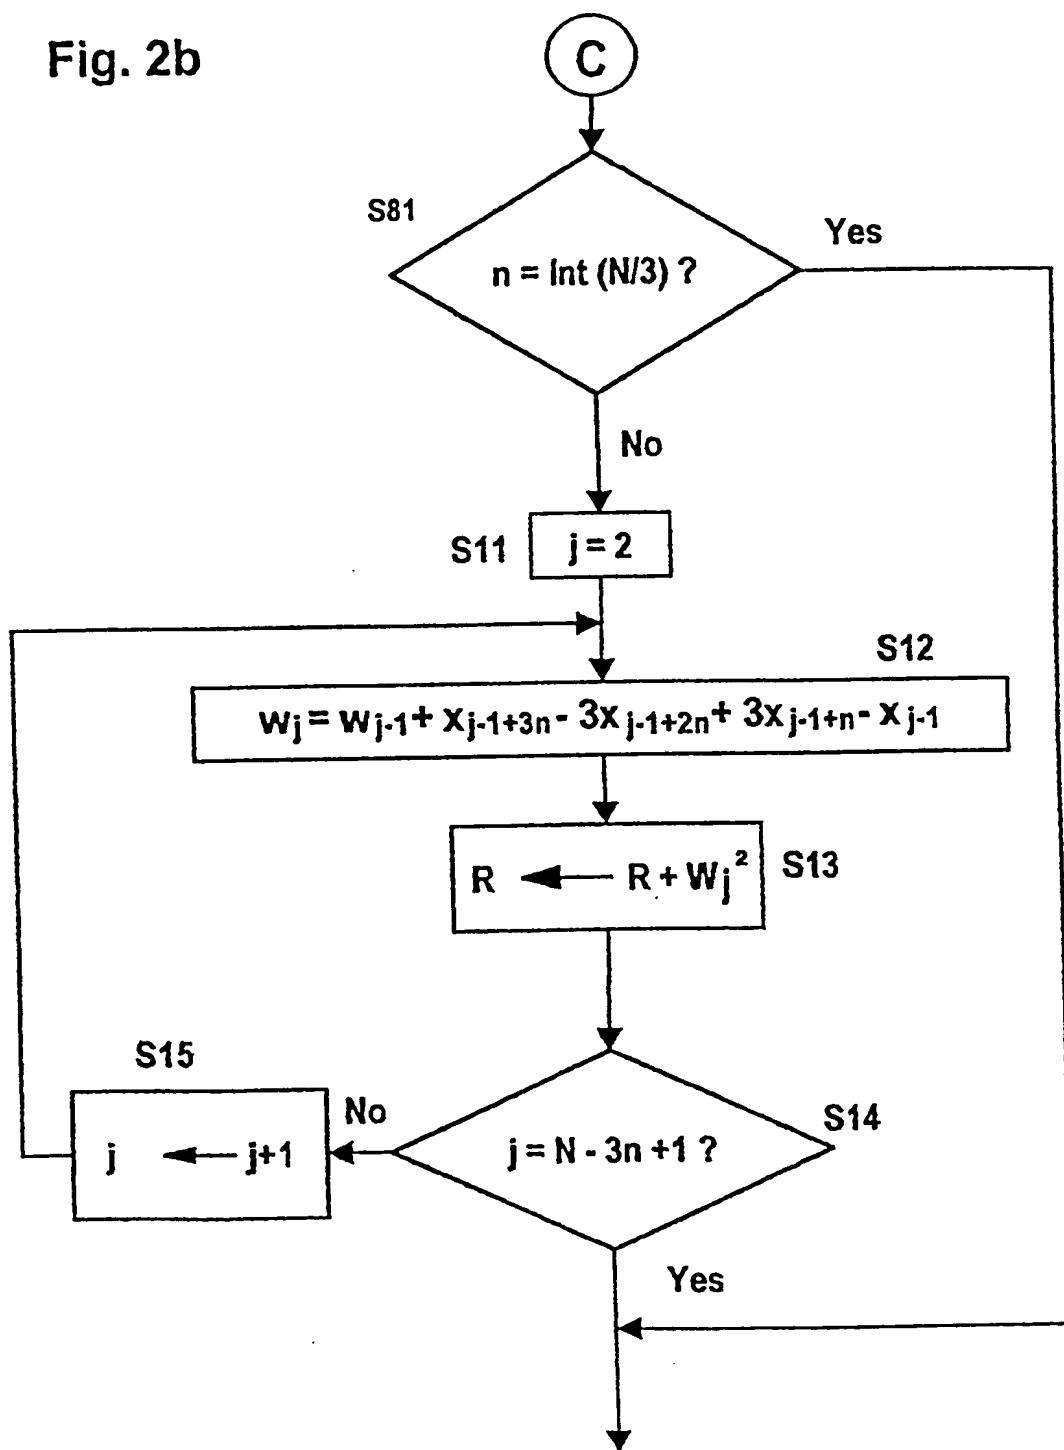 Fig. 2b
C
S81
Yes
n = Int (N/3) ?
No
S11
j = 2
S12
wj = wj-1 + xj-1+3n - 3xj-1+2n + 3xj-1+n - xj-1
R ← R + Wj²
S13
S15
No
S14
j ← j+1
j = N - 3n +1 ?
Yes